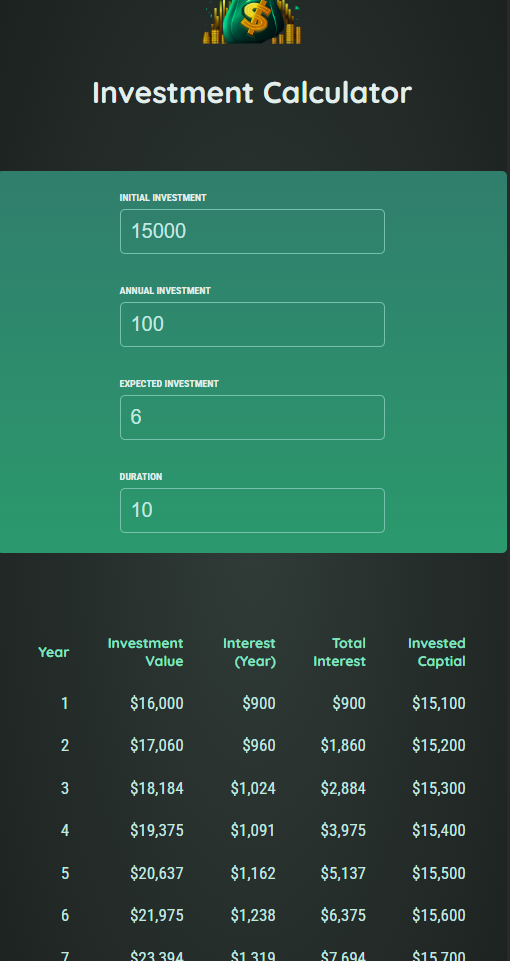 Investment Calculator
INITIAL INVESTMENT
15000
ANNUAL INVESTMENT
100
EXPECTED INVESTMENT
6
DURATION
10
Year Investment Value Interest (Year) Total Interest Invested Captial
1 $16,000 $900 $900 $15,100
2 $17,060 $960 $1,860 $15,200
3 $18,184 $1,024 $2,884 $15,300
4 $19,375 $1,091 $3,975 $15,400
5 $20,637 $1,162 $5,137 $15,500
6 $21,975 $1,238 $6,375 $15,600
7 $23,394 $1,319 $7,694 $15,700